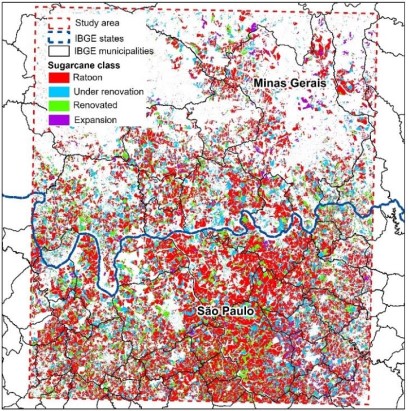 Study area
IBGE states
IBGE municipalities
Sugarcane class
Ratoon
Under renovation
Renovated
Expansion
Minas Gerais
São Paulo